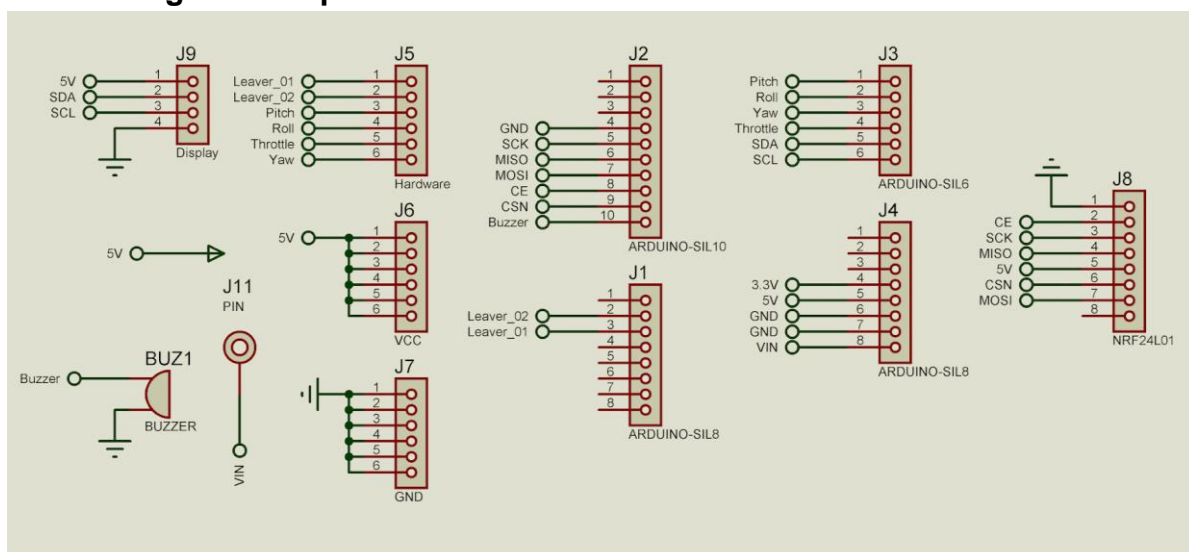 J9
5V 1
SDA 2
SCL 3
4
Display
J5
Leaver_01 1
Leaver_02 2
Pitch 3
Roll 4
Throttle 5
Yaw 6
Hardware
J2
1
2
3
GND 4
SCK 5
MISO 6
MOSI 7
CE 8
CSN 9
Buzzer 10
ARDUINO-SIL10
J3
Pitch 1
Roll 2
Yaw 3
Throttle 4
SDA 5
SCL 6
ARDUINO-SIL6
J8
1
CE 2
SCK 3
MISO 4
5V 5
CSN 6
MOSI 7
8
NRF24L01
5V
J11
PIN
VIN
J6
5V 1
2
3
4
5
6
VCC
J1
1
Leaver_02 2
Leaver_01 3
4
5
6
7
8
ARDUINO-SIL8
J4
1
2
3
3.3V 4
5V 5
GND 6
GND 7
VIN 8
ARDUINO-SIL8
BUZ1
Buzzer
BUZZER
J7
1
2
3
4
5
6
GND